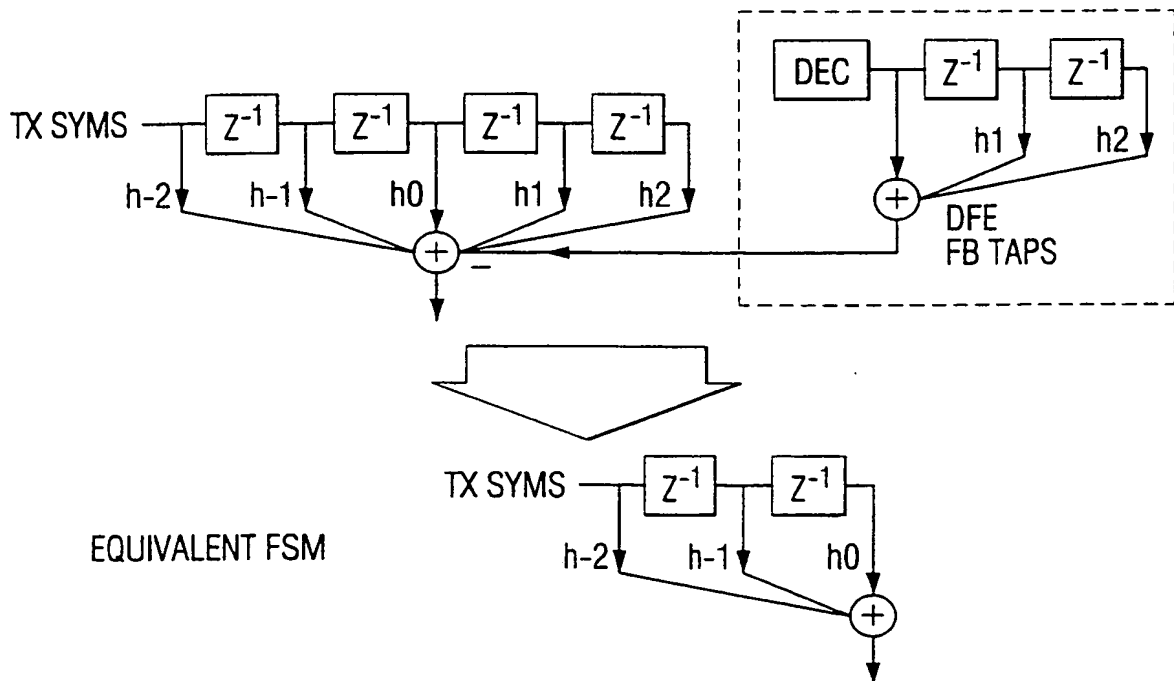 DEC
Z⁻¹
Z⁻¹
h1
h2
DFE
FB TAPS
TX SYMS
Z⁻¹
Z⁻¹
Z⁻¹
Z⁻¹
h-2
h-1
h0
h1
h2
+
–
+
TX SYMS
Z⁻¹
Z⁻¹
h-2
h-1
h0
+
EQUIVALENT FSM